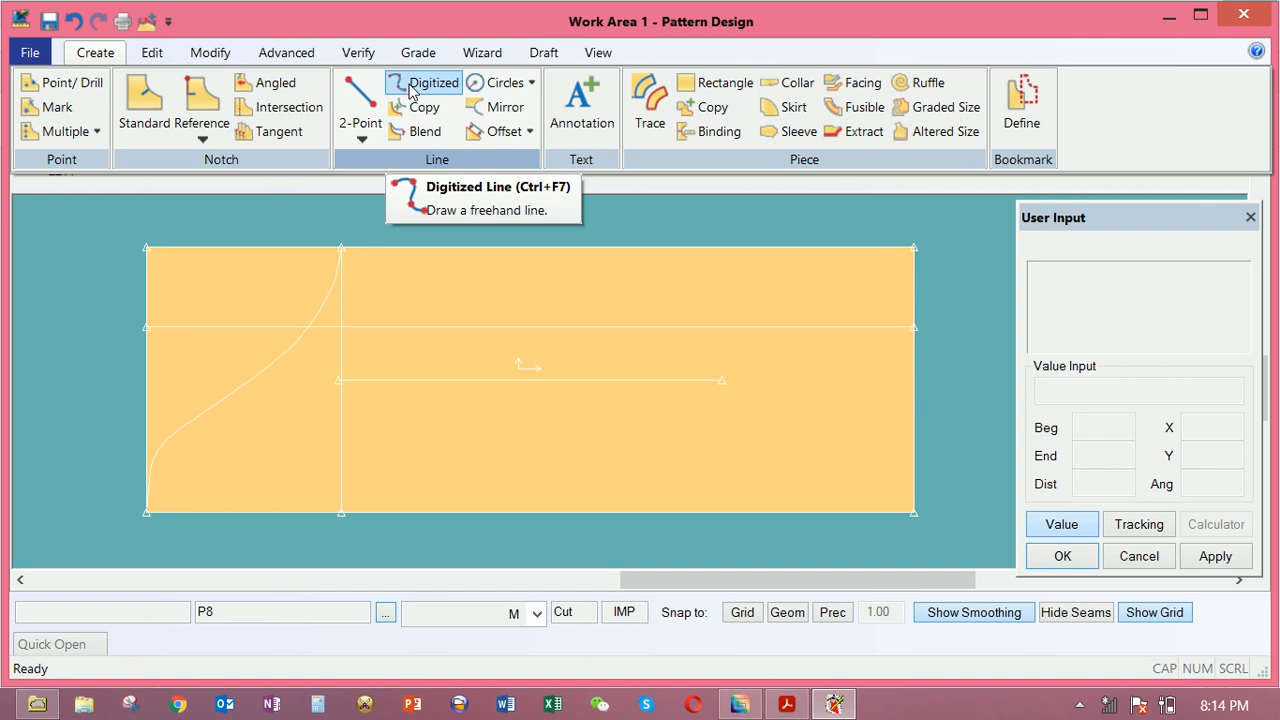 Work Area 1 - Pattern Design
File Create Edit Modify Advanced Verify Grade Wizard Draft View
Point/ Drill
Mark
Multiple
Point
Standard Reference
Angled
Intersection
Tangent
Notch
2-Point
Digitized
Copy
Blend
Circles
Mirror
Offset
Line
Annotation
Text
Trace
Rectangle Collar Facing Ruffle
Copy Skirt Fusible Graded Size
Binding Sleeve Extract Altered Size
Piece
Define
Bookmark
Digitized Line (Ctrl+F7)
Draw a freehand line.
User Input
Value Input
Beg X
End Y
Dist Ang
Value Tracking Calculator
OK Cancel Apply
P8 ... M Cut IMP Snap to: Grid Geom Prec 1.00 Show Smoothing Hide Seams Show Grid
Quick Open
Ready CAP NUM SCRL
8:14 PM